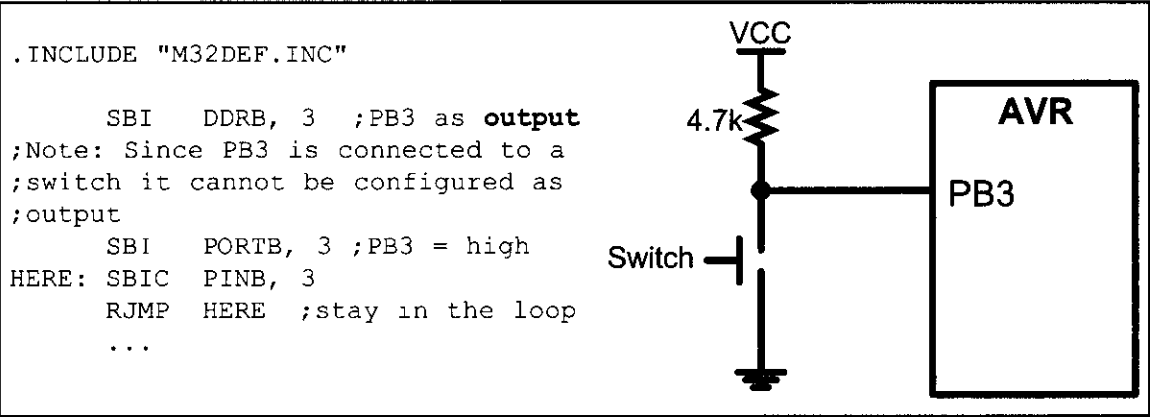 .INCLUDE "M32DEF.INC"
SBI DDRB, 3 ;PB3 as output
;Note: Since PB3 is connected to a
;switch it cannot be configured as
;output
SBI PORTB, 3 ;PB3 = high
HERE: SBIC PINB, 3
RJMP HERE ;stay in the loop
...
VCC
4.7k
Switch
AVR
PB3